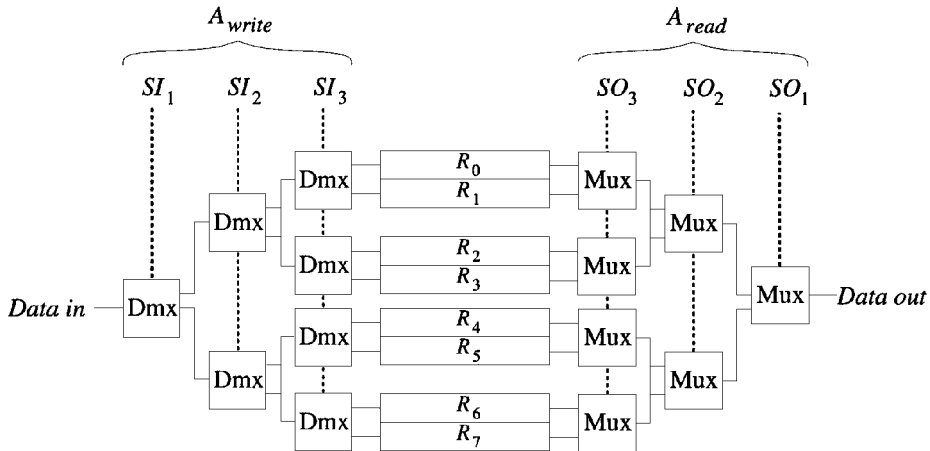 A_write A_read
SI_1 SI_2 SI_3 SO_3 SO_2 SO_1
R_0
Dmx Mux
R_1
Dmx Mux
R_2
Dmx Mux
R_3
Data in Dmx Mux Data out
R_4
Dmx Mux
R_5
Dmx Mux
R_6
Dmx Mux
R_7